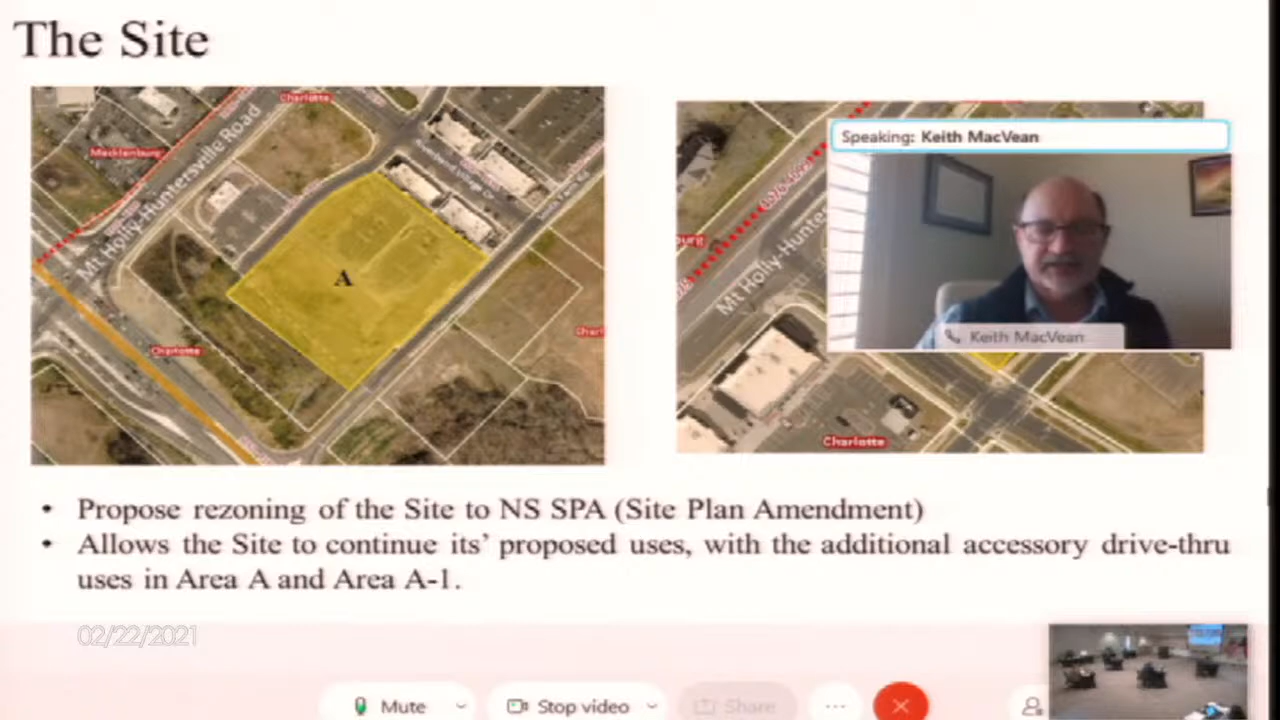 The Site
Charlotte
Mecklenburg
Mt Holly-Huntersville Road
A
Charlotte
Mt Holly-Hunter
Charlotte
Speaking: Keith MacVean
Keith MacVean
• Propose rezoning of the Site to NS SPA (Site Plan Amendment)
• Allows the Site to continue its’ proposed uses, with the additional accessory drive-thru
uses in Area A and Area A-1.
02/22/2021
Mute
Stop video
Share